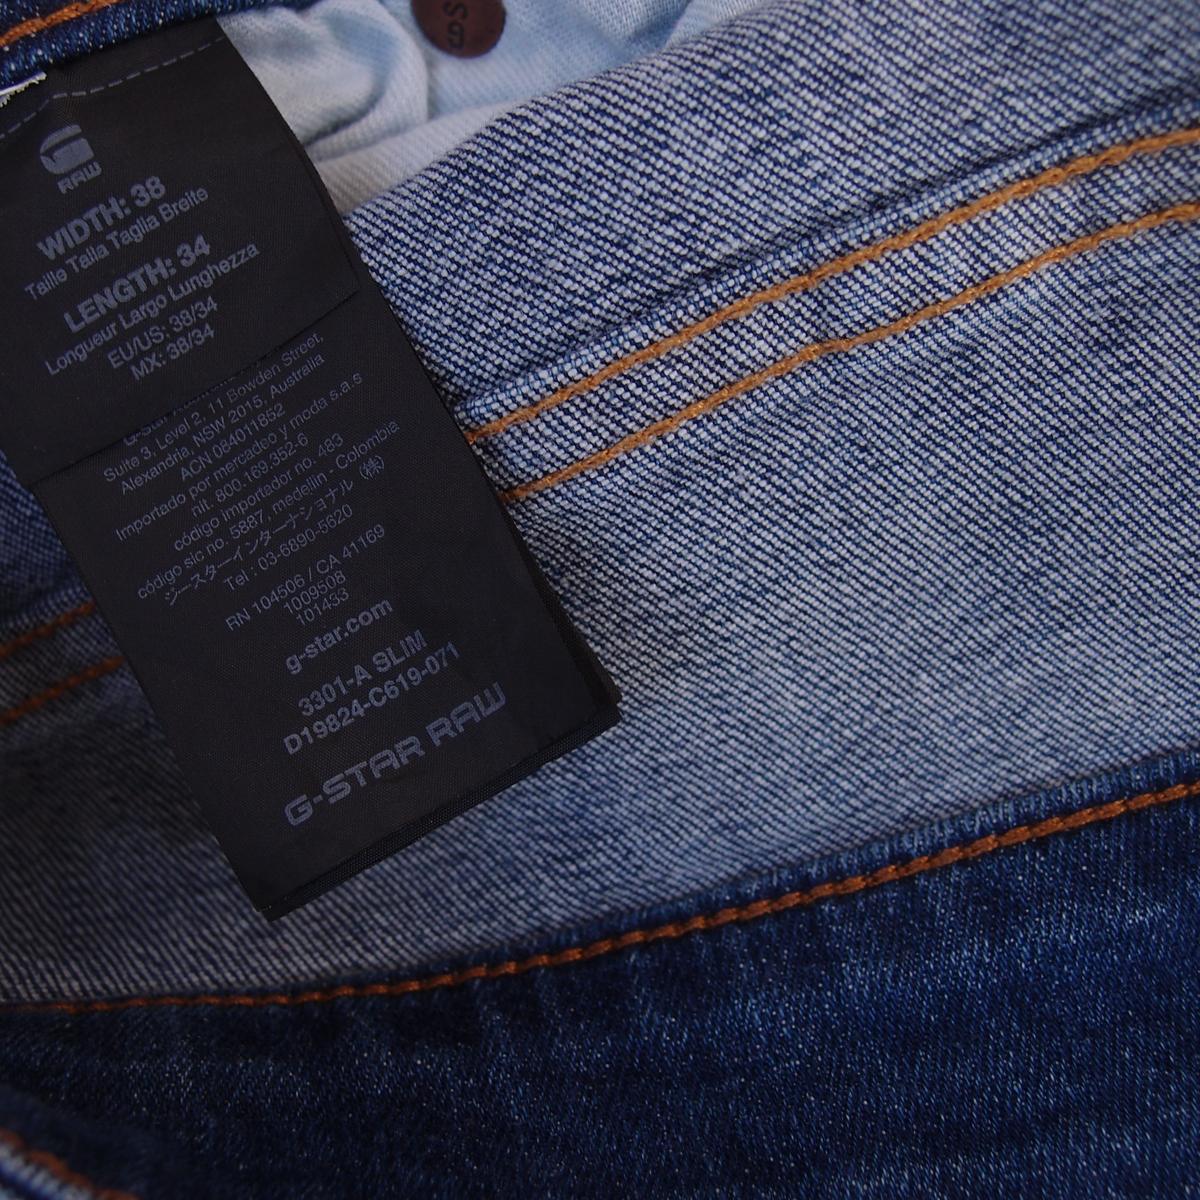 RAW
WIDTH: 38
Taille Talla Taglia Breite
LENGTH: 34
Longueur Largo Lunghezza
EU/US: 38/34
MX: 38/34
Suite 3, Level 2, 11 Bowden Street,
Alexandria, NSW 2015, Australia
ACN 084011852
Importado por mercadeo y moda s.a.s
nit. 800.169.352-6
código importador no. 483
código sic no. 5887, medellin - Colombia
ジースターインターナショナル (株)
Tel : 03-6890-5620
RN 104506 / CA 41169
1009508
101433
g-star.com
3301-A SLIM
D19824-C619-071
G-STAR RAW